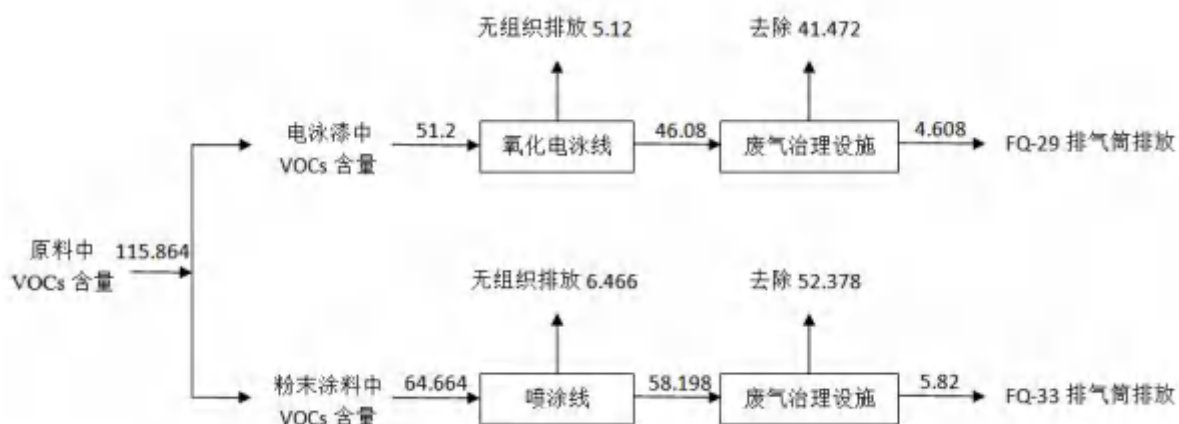 无组织排放 5.12
去除 41.472
电泳漆中
VOCs 含量
51.2
氧化电泳线
46.08
废气治理设施
4.608
FQ-29 排气筒排放
原料中
VOCs 含量
115.864
无组织排放 6.466
去除 52.378
粉末涂料中
VOCs 含量
64.664
喷涂线
58.198
废气治理设施
5.82
FQ-33 排气筒排放